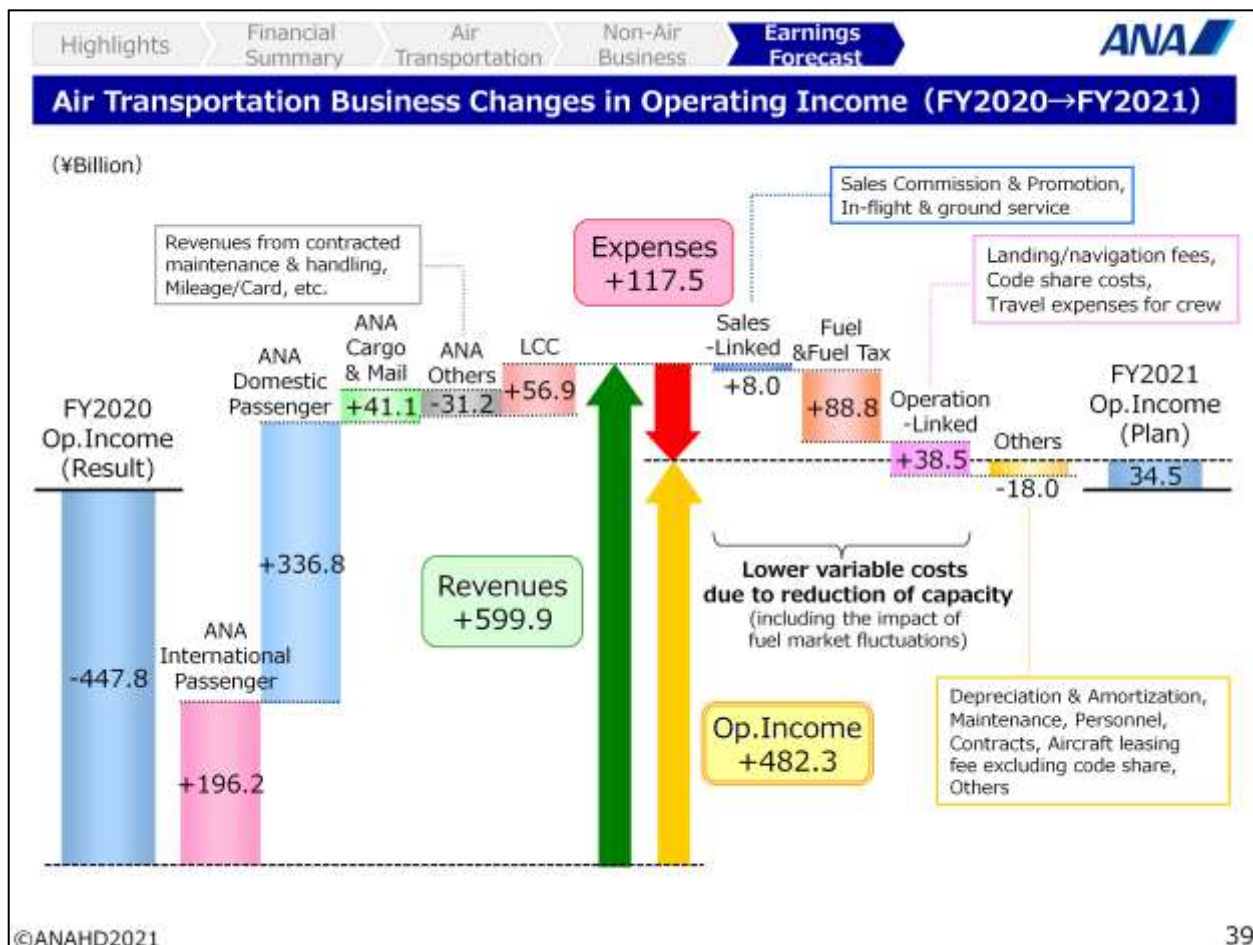 Highlights
Financial
Summary
Air
Transportation
Non-Air
Business
Earnings
Forecast
ANA
Air Transportation Business Changes in Operating Income（FY2020→FY2021）
(¥Billion)
Revenues from contracted
maintenance & handling,
Mileage/Card, etc.
Expenses
+117.5
Sales Commission & Promotion,
In-flight & ground service
Landing/navigation fees,
Code share costs,
Travel expenses for crew
FY2020
Op.Income
(Result)
-447.8
ANA
International
Passenger
+196.2
ANA
Domestic
Passenger
+336.8
ANA
Cargo
& Mail
+41.1
ANA
Others
-31.2
LCC
+56.9
Revenues
+599.9
Op.Income
+482.3
Sales
-Linked
+8.0
Fuel
&Fuel Tax
+88.8
Operation
-Linked
+38.5
Others
-18.0
FY2021
Op.Income
(Plan)
34.5
Lower variable costs
due to reduction of capacity
(including the impact of
fuel market fluctuations)
Depreciation & Amortization,
Maintenance, Personnel,
Contracts, Aircraft leasing
fee excluding code share,
Others
©ANAHD2021
39